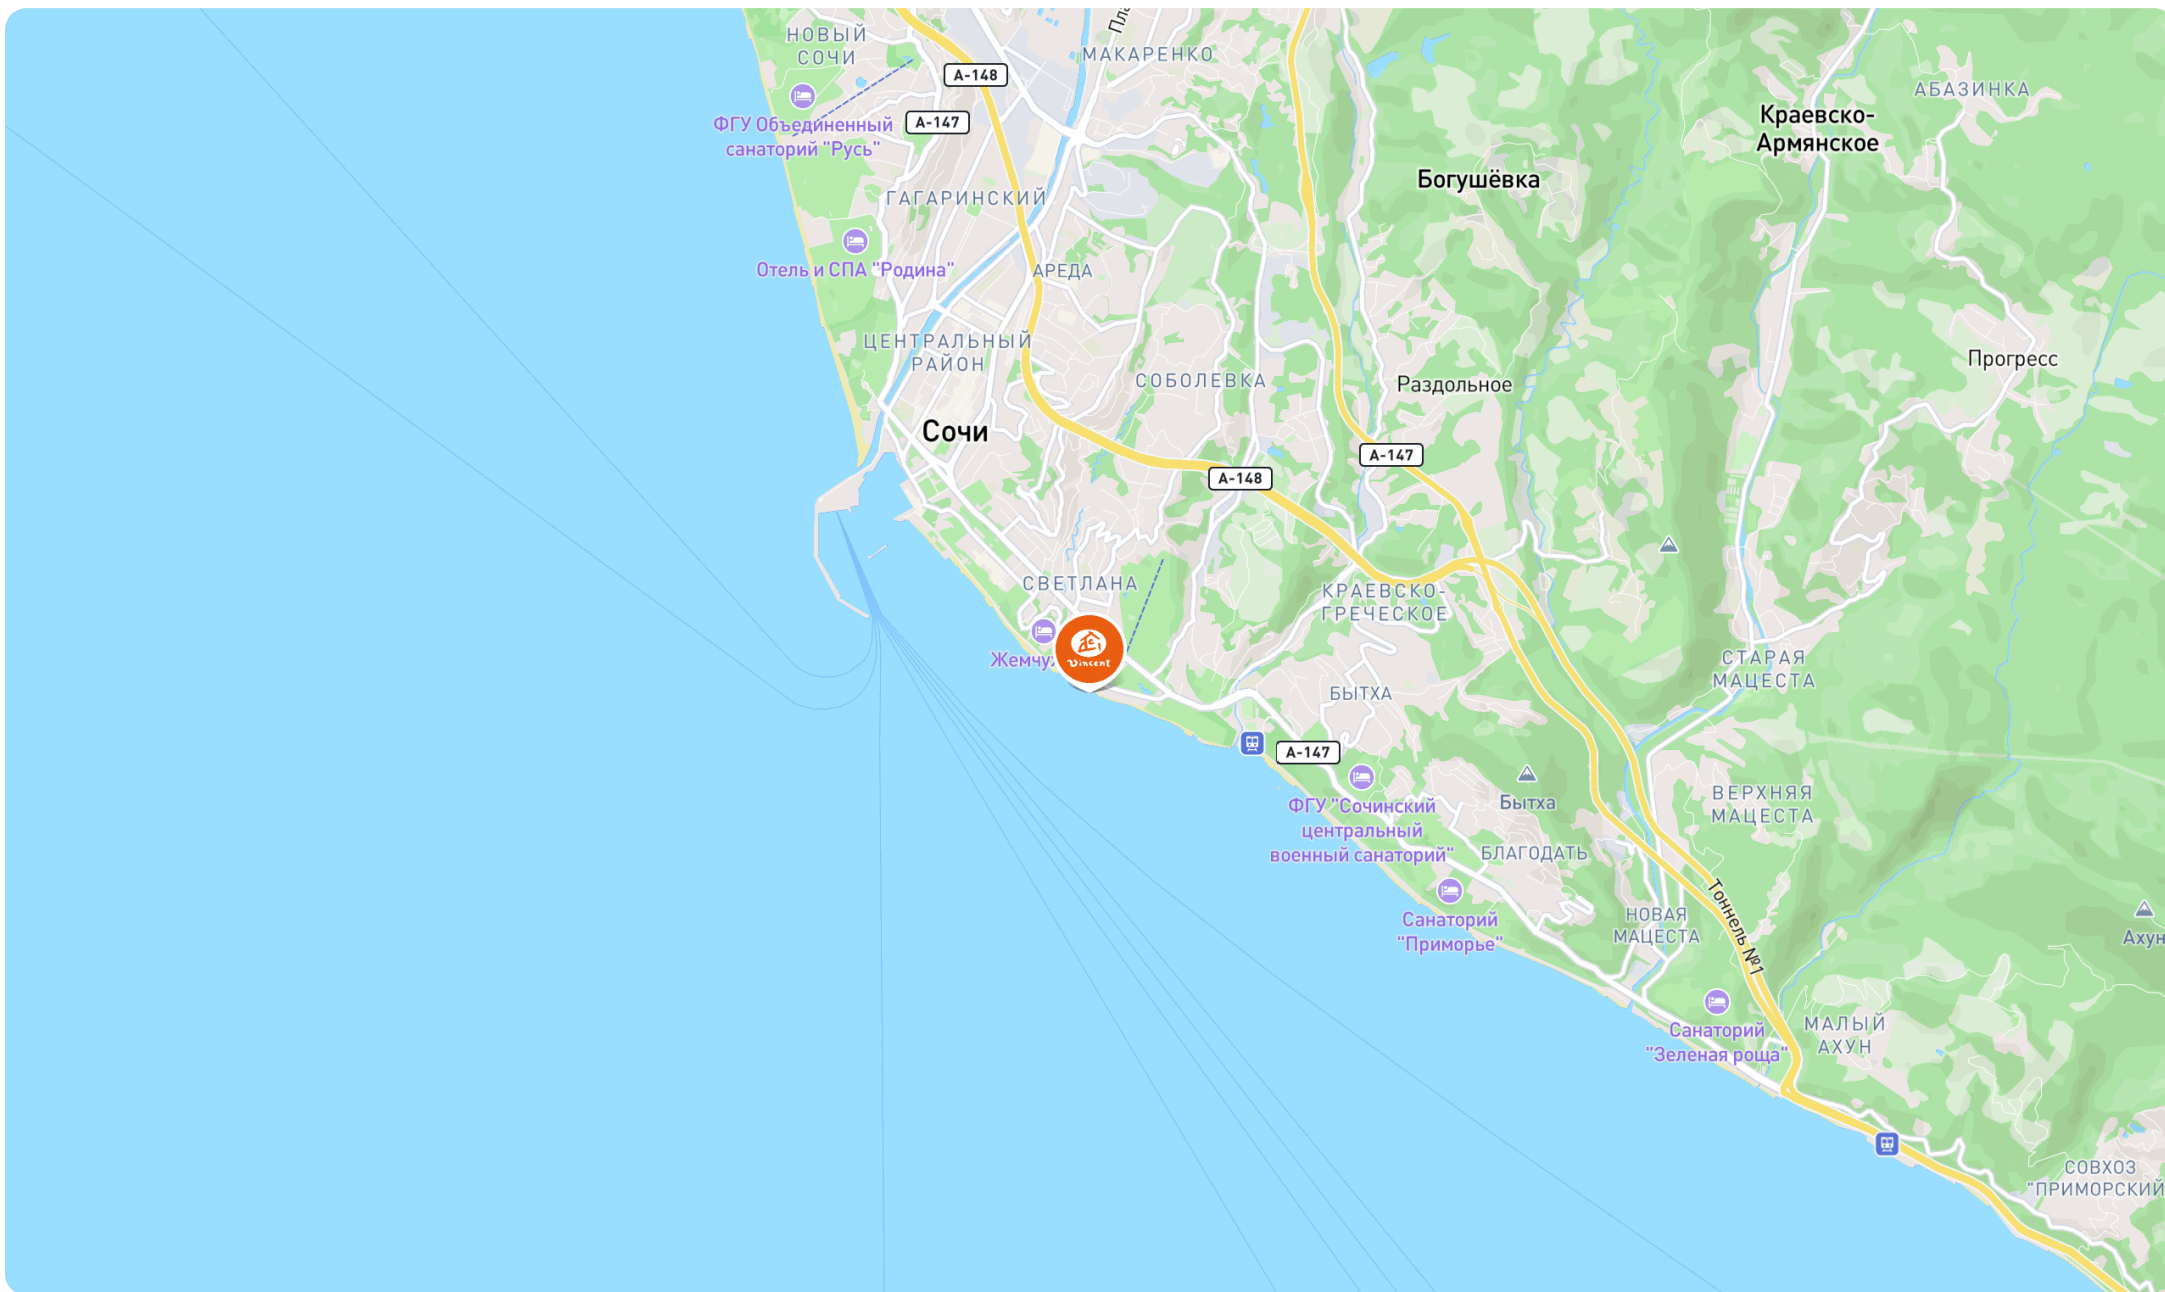 Пла
НОВЫЙ
СОЧИ
МАКАРЕНКО
А-148
АБАЗИНКА
Краевско-
Армянское
А-147
ФГУ Объединенный
санаторий "Русь"
Богушёвка
ГАГАРИНСКИЙ
Отель и СПА "Родина"
АРЕДА
ЦЕНТРАЛЬНЫЙ
РАЙОН
Прогресс
СОБОЛЕВКА
Раздольное
Сочи
А-147
А-148
СВЕТЛАНА
КРАЕВСКО-
ГРЕЧЕСКОЕ
Жемчу
Vincent
СТАРАЯ
МАЦЕСТА
БЫТХА
А-147
ФГУ "Сочинский
центральный
военный санаторий"
Бытха
ВЕРХНЯЯ
МАЦЕСТА
БЛАГОДАТЬ
Санаторий
"Приморье"
НОВАЯ
МАЦЕСТА
Тоннель №1
Ахун
Санаторий
"Зеленая роща"
МАЛЫЙ
АХУН
СОВХОЗ
"ПРИМОРСКИЙ